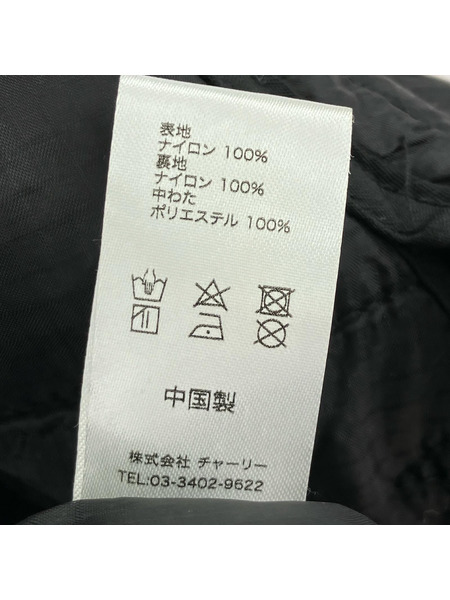 表地
ナイロン 100%
裏地
ナイロン 100%
中わた
ポリエステル 100%
中国製
株式会社 チャーリー
TEL:03-3402-9622